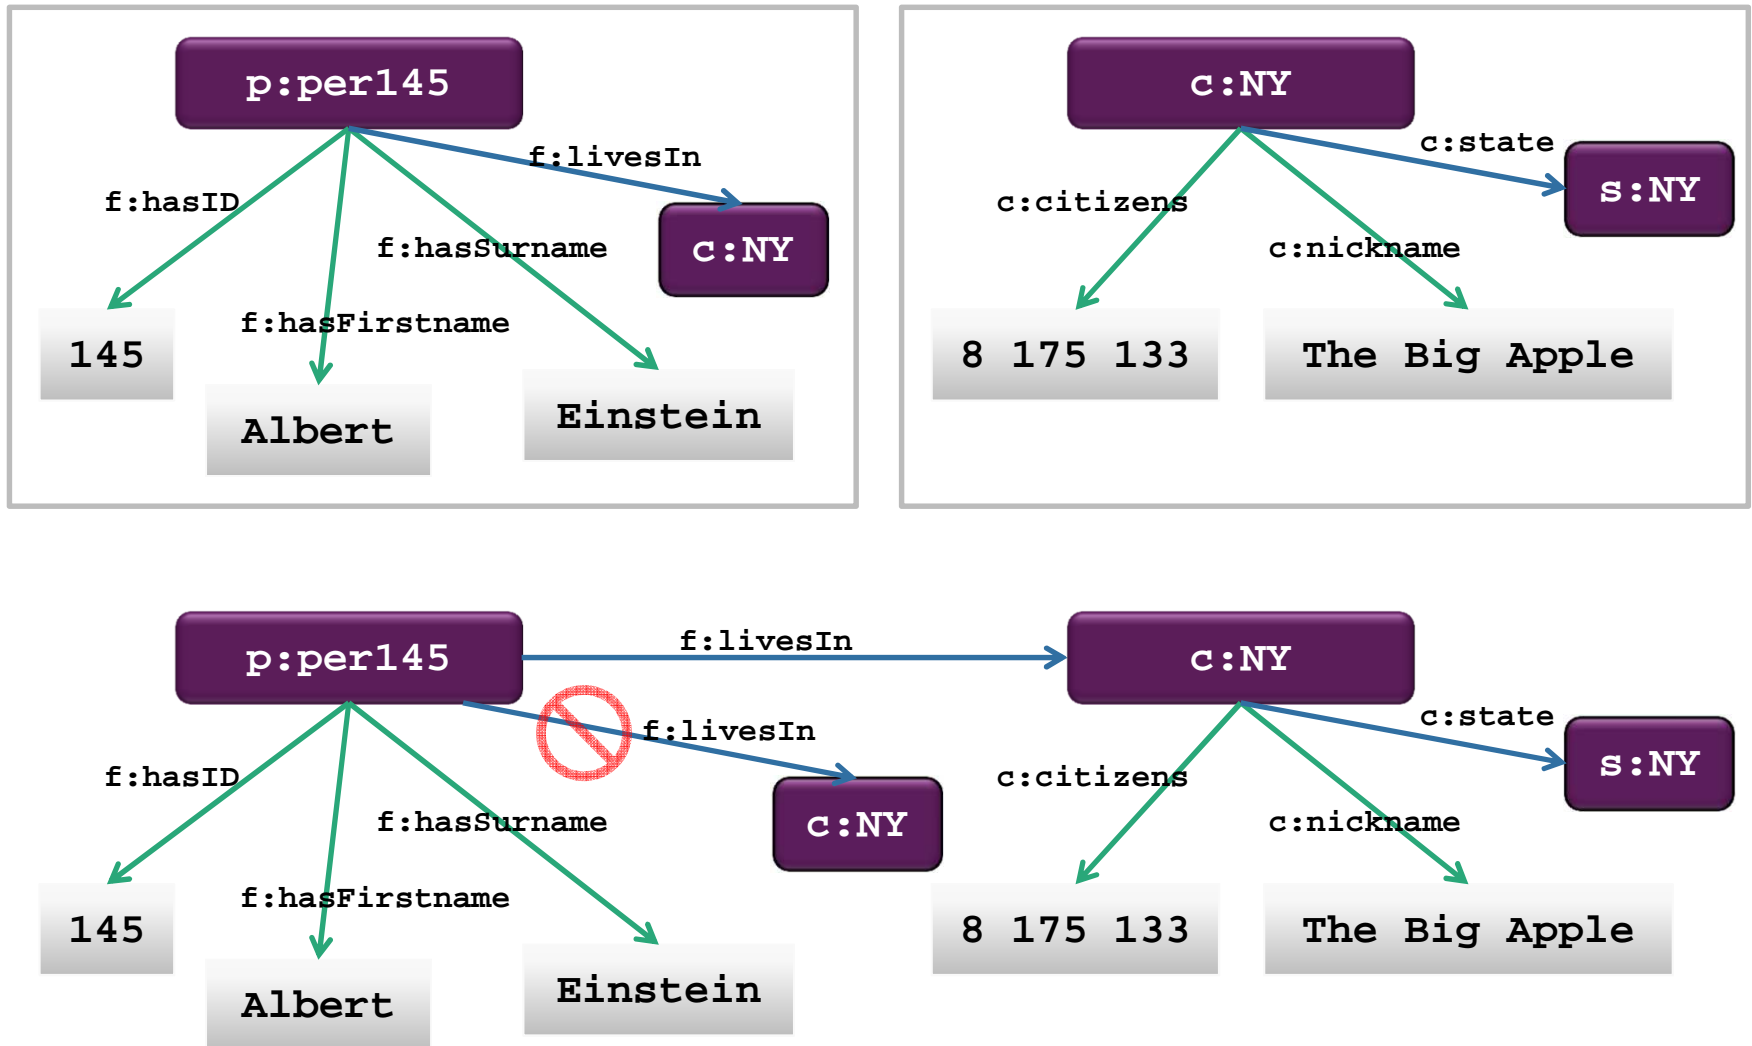 p:per145
f:livesIn
f:hasID
c:NY
f:hasSurname
f:hasFirstname
145
Albert
Einstein
c:NY
c:state
s:NY
c:citizens
c:nickname
8 175 133
The Big Apple
p:per145
f:livesIn
c:NY
f:livesIn
f:hasID
c:NY
f:hasSurname
f:hasFirstname
145
Albert
Einstein
c:state
s:NY
c:citizens
c:nickname
8 175 133
The Big Apple